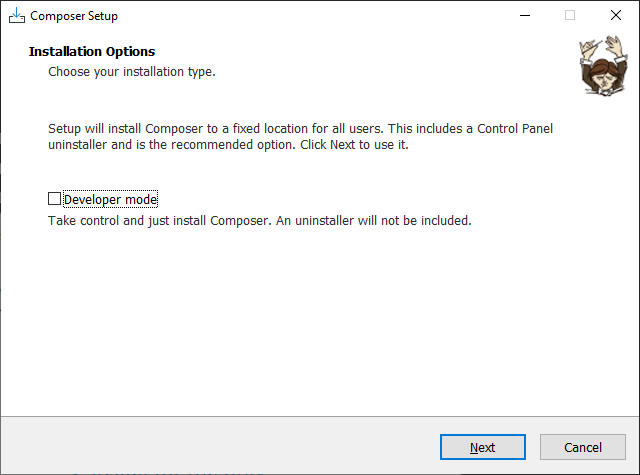 Composer Setup
Installation Options
Choose your installation type.
Setup will install Composer to a fixed location for all users. This includes a Control Panel
uninstaller and is the recommended option. Click Next to use it.
Developer mode
Take control and just install Composer. An uninstaller will not be included.
Next
Cancel